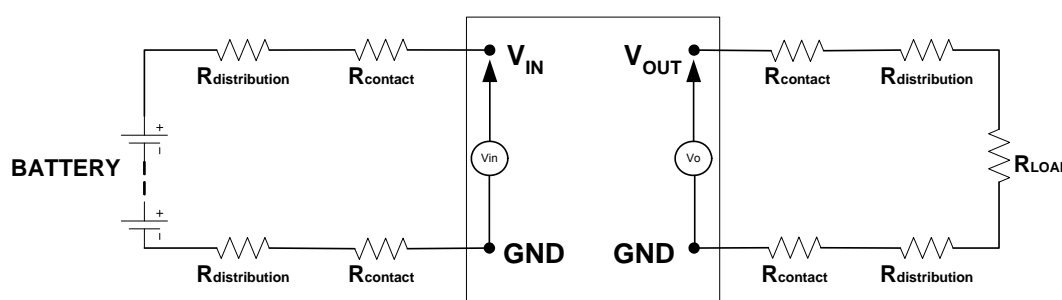 Rdistribution
Rcontact
VIN
VOUT
Rcontact
Rdistribution
+
BATTERY
Vin
Vo
RLOAD
+
Rdistribution
Rcontact
GND
GND
Rcontact
Rdistribution